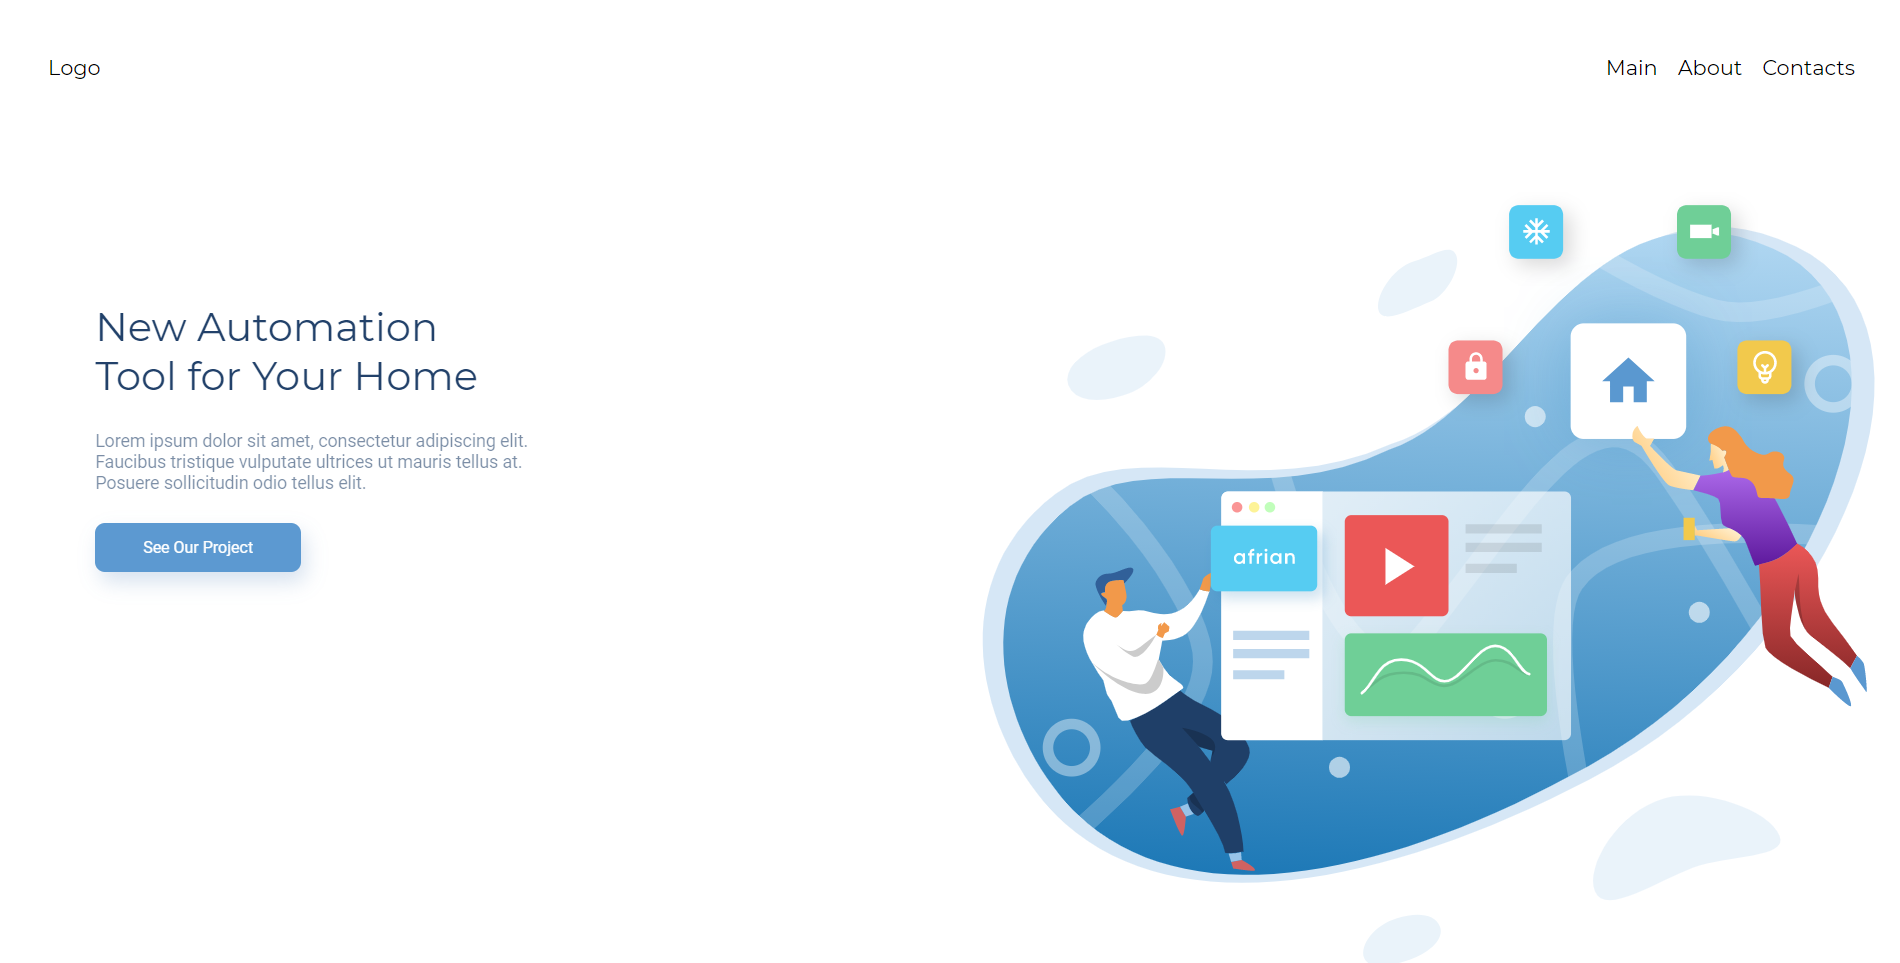 Logo
Main About Contacts
New Automation
Tool for Your Home
Lorem ipsum dolor sit amet, consectetur adipiscing elit.
Faucibus tristique vulputate ultrices ut mauris tellus at.
Posuere sollicitudin odio tellus elit.
See Our Project
afrian